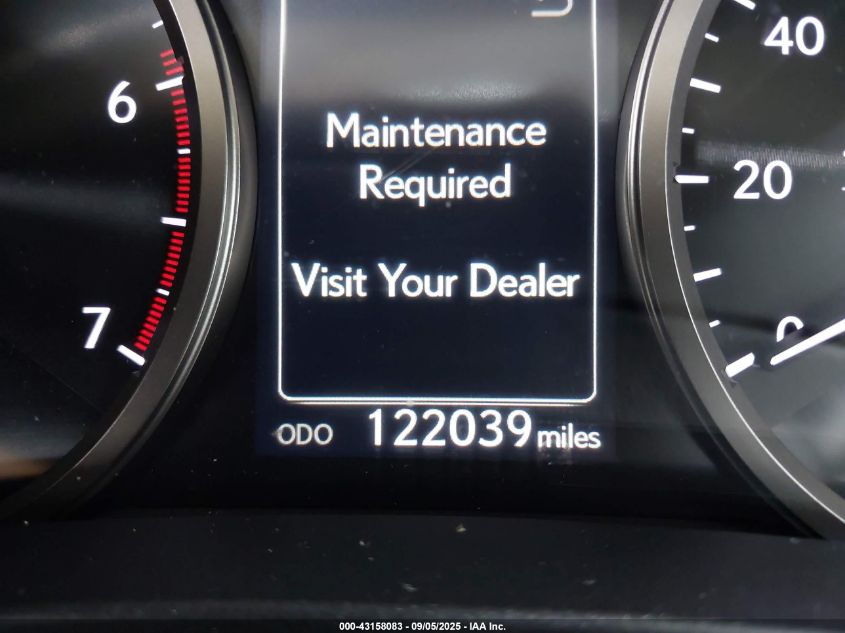 6
7
Maintenance
Required
Visit Your Dealer
ODO 122039 miles
40
20
0
000-43158083 - 09/05/2025 - IAA Inc.